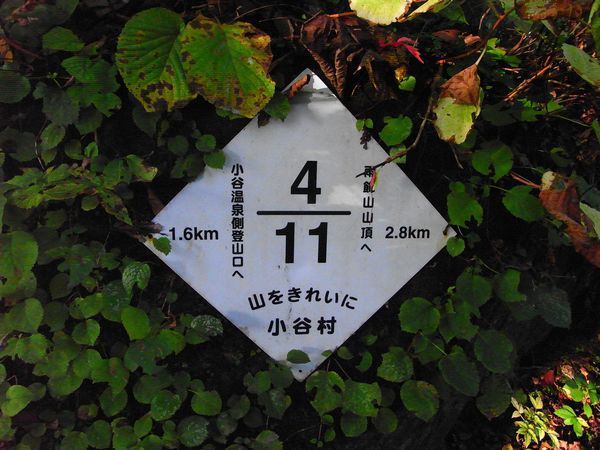 4
11
小谷温泉側登山口へ
1.6km
雨飾山山頂へ
2.8km
山をきれいに
小谷村